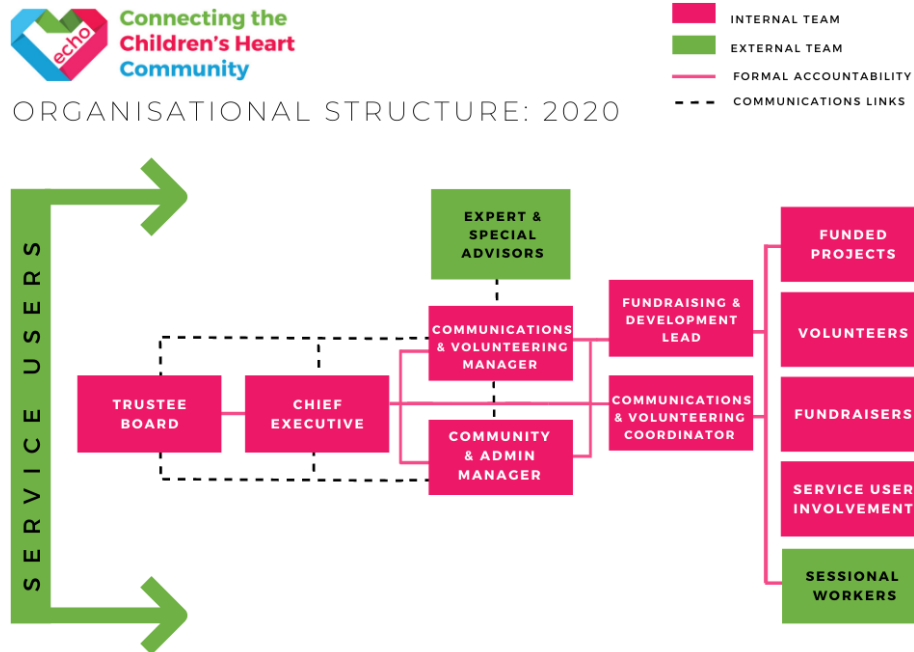 echo
Connecting the
Children's Heart
Community
INTERNAL TEAM
EXTERNAL TEAM
FORMAL ACCOUNTABILITY
COMMUNICATIONS LINKS
ORGANISATIONAL STRUCTURE: 2020
SERVICE USERS
EXPERT &
SPECIAL
ADVISORS
COMMUNICATIONS
& VOLUNTEERING
MANAGER
FUNDRAISING &
DEVELOPMENT
LEAD
TRUSTEE
BOARD
CHIEF
EXECUTIVE
COMMUNITY
& ADMIN
MANAGER
COMMUNICATIONS
& VOLUNTEERING
COORDINATOR
FUNDED
PROJECTS
VOLUNTEERS
FUNDRAISERS
SERVICE USER
INVOLVEMENT
SESSIONAL
WORKERS